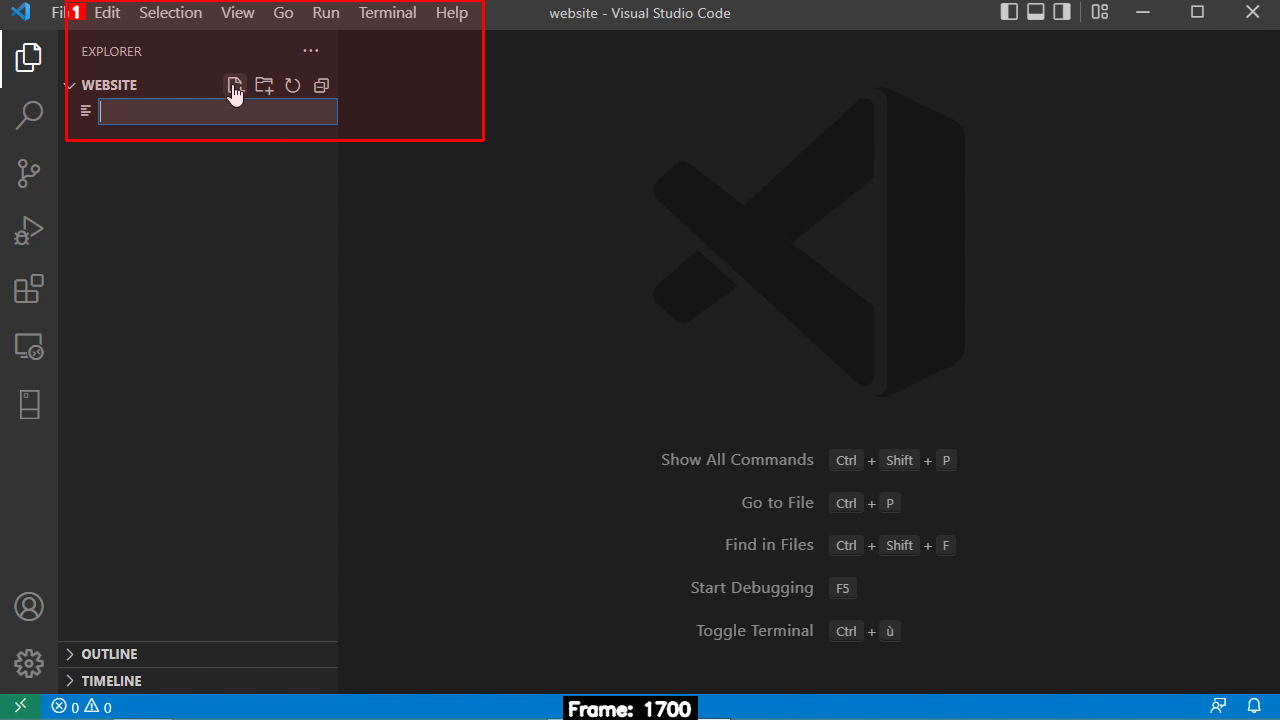 File Edit Selection View Go Run Terminal Help website - Visual Studio Code
1
EXPLORER
WEBSITE
Show All Commands Ctrl + Shift + P
Go to File Ctrl + P
Find in Files Ctrl + Shift + F
Start Debugging F5
Toggle Terminal Ctrl + ù
OUTLINE
TIMELINE
0 0
Frame: 1700